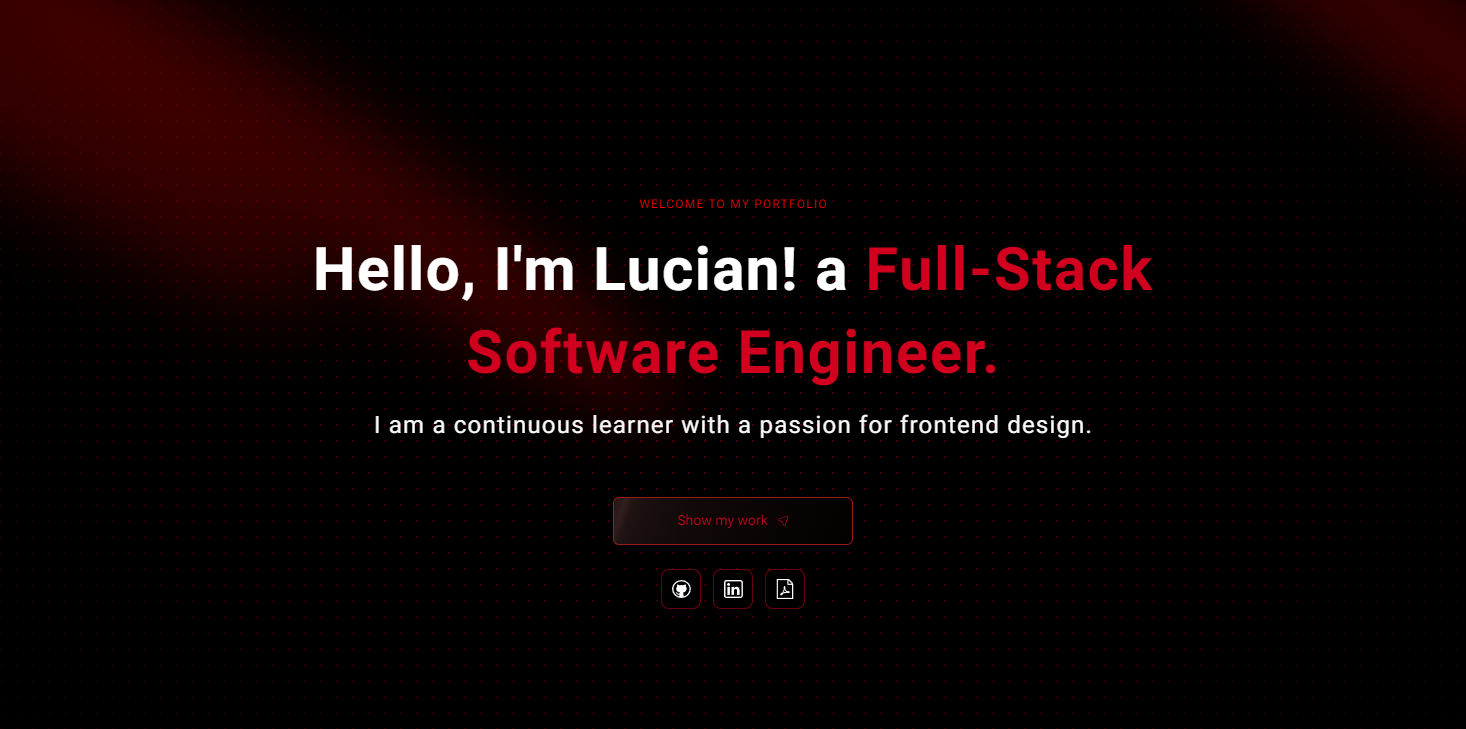 WELCOME TO MY PORTFOLIO
Hello, I'm Lucian! a Full-Stack
Software Engineer.
I am a continuous learner with a passion for frontend design.
Show my work
in